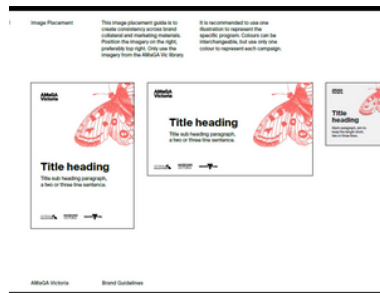 Image Placement
This image placement guide is to
create consistency across brand
collateral and marketing materials.
Position the imagery on the right,
preferably top right. Only use the
imagery from the AMaGA Vic library
It is recommended to use one
illustration to represent the
specific program. Colours can be
interchangeable, but use only one
colour to represent each campaign.
AMaGA
Victoria
Title heading
Title sub heading paragraph,
a two or three line sentence.
AMaGA
Victoria
Title heading
Title sub heading paragraph,
a two or three line sentence.
Title
heading
AMaGA Victoria
Brand Guidelines